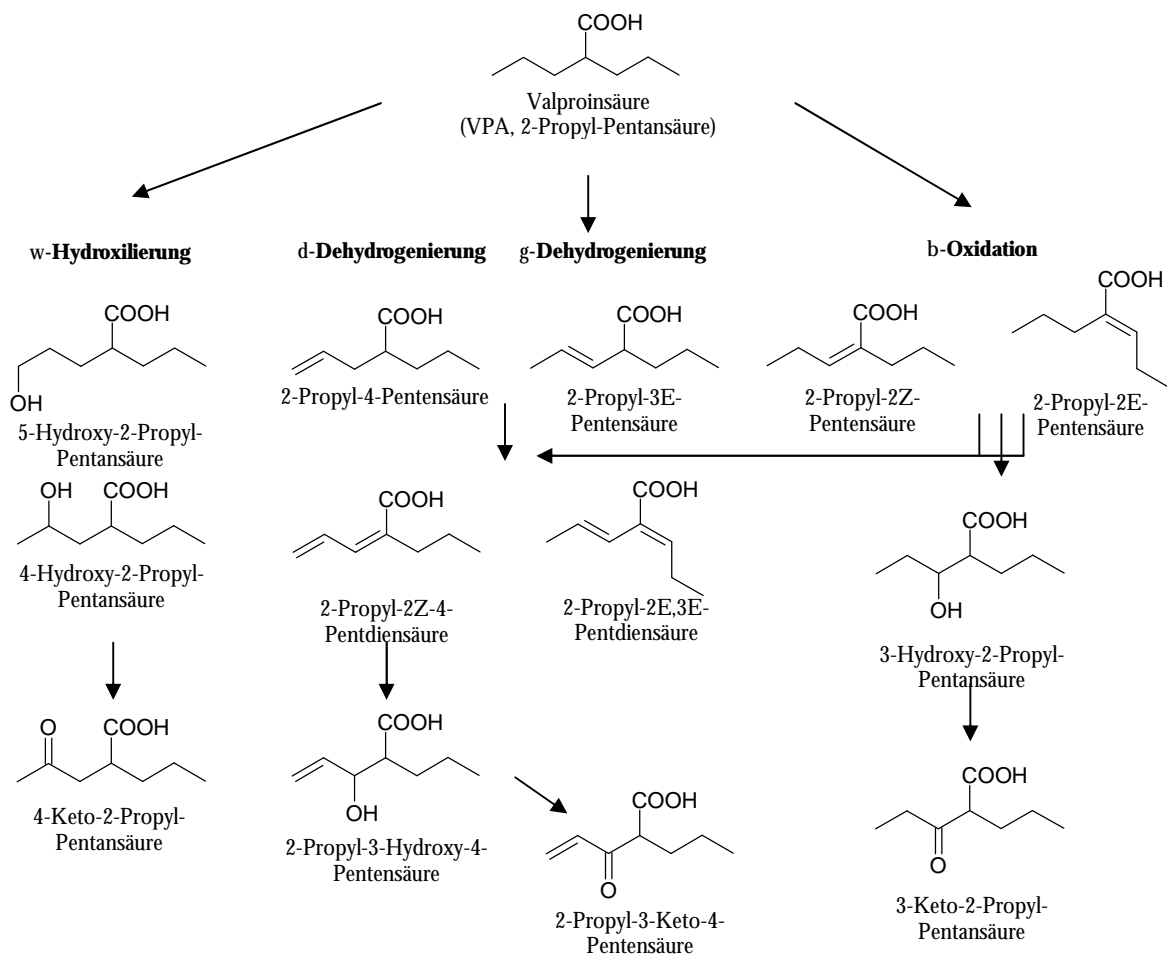 COOH
Valproinsäure
(VPA, 2-Propyl-Pentansäure)
w-Hydroxilierung
d-Dehydrogenierung
g-Dehydrogenierung
b-Oxidation
COOH
OH
5-Hydroxy-2-Propyl-
Pentansäure
COOH
2-Propyl-4-Pentensäure
COOH
2-Propyl-3E-
Pentensäure
COOH
2-Propyl-2Z-
Pentensäure
COOH
2-Propyl-2E-
Pentensäure
OH
COOH
4-Hydroxy-2-Propyl-
Pentansäure
COOH
2-Propyl-2Z-4-
Pentdiensäure
COOH
2-Propyl-2E,3E-
Pentdiensäure
COOH
OH
3-Hydroxy-2-Propyl-
Pentansäure
O
COOH
4-Keto-2-Propyl-
Pentansäure
COOH
OH
2-Propyl-3-Hydroxy-4-
Pentensäure
COOH
O
2-Propyl-3-Keto-4-
Pentensäure
COOH
O
3-Keto-2-Propyl-
Pentansäure